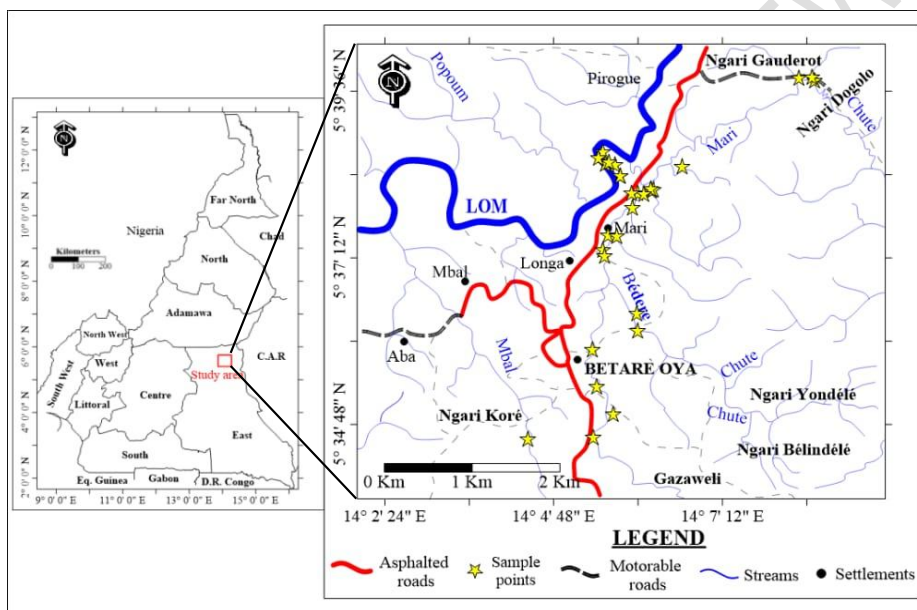 N
12° 0' 0" N
10° 0' 0" N
8° 0' 0" N
6° 0' 0" N
4° 0' 0" N
2° 0' 0" N
Far North
Nigeria
Chad
Kilometers
0 100 200
North
Adamawa
North West
C.A.R
West
Study area
South West
Centre
Littoral
East
South
Eq. Guinea
Gabon
D.R. Congo
9° 0' 0" E
11° 0' 0" E
13° 0' 0" E
15° 0' 0" E
5° 39' 36" N
5° 37' 12" N
5° 34' 48" N
N
Popoum
Pirogue
Ngari Gauderot
Ngari Dogolo
Chute
Mari
LOM
Mari
Longa
Mbal
Bédege
Aba
Mbal
BETARE OYA
Chute
Ngari Yondélé
Chute
Ngari Koré
Ngari Bélindélé
Gazaweli
0 Km 1 Km 2 Km
14° 2' 24" E
14° 4' 48" E
14° 7' 12" E
LEGEND
Asphalted roads
Sample points
Motorable roads
Streams
Settlements